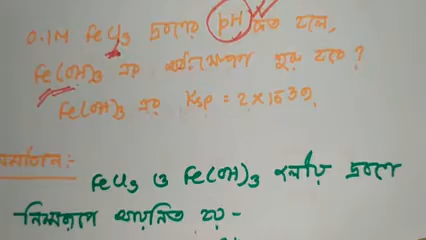 0.1M FeCl3 দ্রবণের pH কত হলে,
Fe(OH)3 এর অধঃক্ষেপণ শুরু হবে?
Fe(OH)3 এর Ksp = 2×10-39
সমাধান:-
FeCl3 ও Fe(OH)3 জলীয় দ্রবণে
নিম্নরূপে আয়নিত হয় -